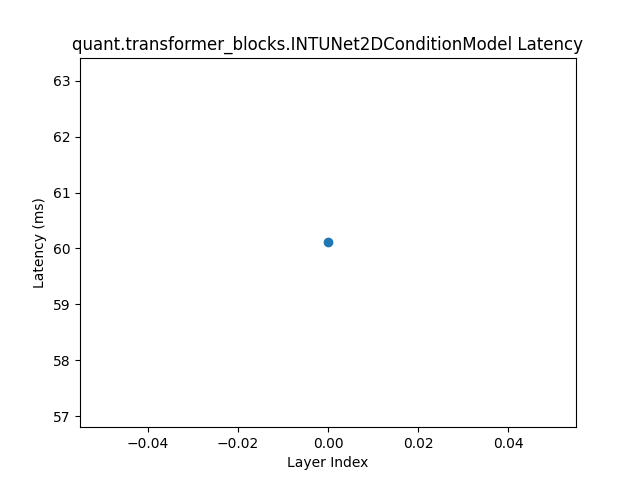 quant.transformer_blocks.INTUNet2DConditionModel Latency
63
62
61
60
59
58
57
Latency (ms)
−0.04 −0.02 0.00 0.02 0.04
Layer Index